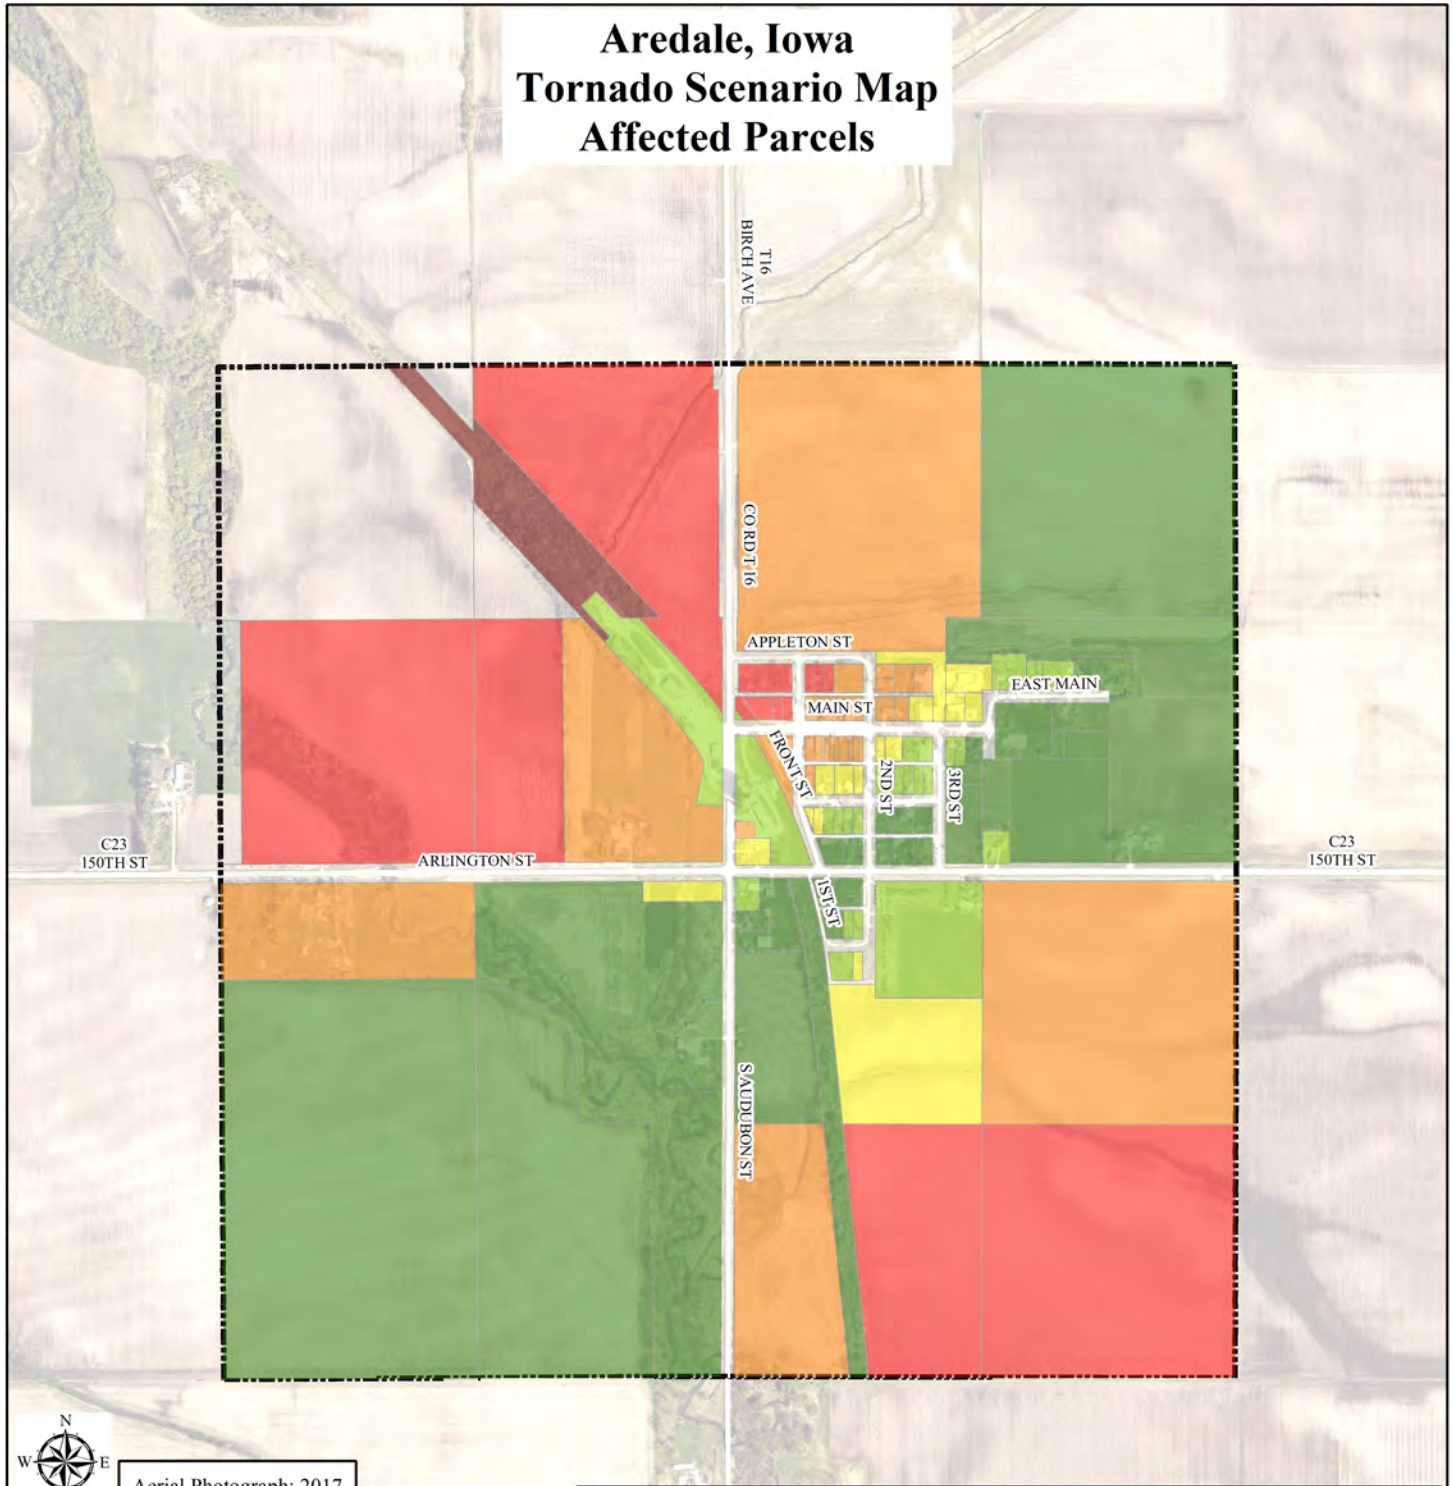 Aredale, Iowa
Tornado Scenario Map
Affected Parcels
T16
BIRCH AVE
CO RD T 16
APPLETON ST
EAST MAIN
MAIN ST
FRONT ST
2ND ST
3RD ST
C23
150TH ST
ARLINGTON ST
C23
150TH ST
1ST ST
S AUDUBON ST
N
W
E
Aerial Photograph: 2017